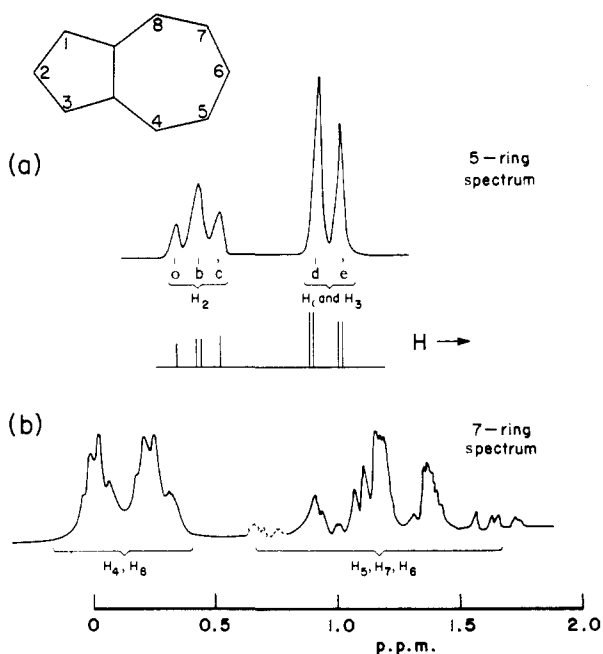 8
1
7
2
6
3
5
4
(a)
5-ring
spectrum
a b c d e
H2 H1 and H3
H →
(b)
7-ring
spectrum
H4, H8
H5, H7, H6
0 0.5 1.0 1.5 2.0
p.p.m.